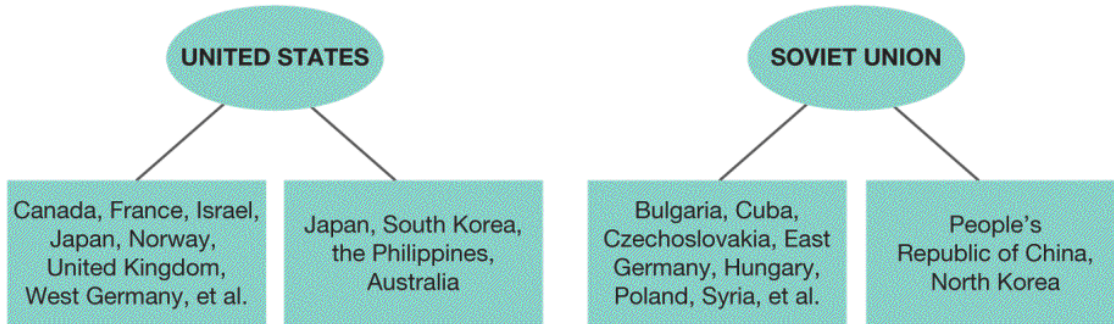 UNITED STATES
SOVIET UNION
Canada, France, Israel,
Japan, Norway,
United Kingdom,
West Germany, et al.
Japan, South Korea,
the Philippines,
Australia
Bulgaria, Cuba,
Czechoslovakia, East
Germany, Hungary,
Poland, Syria, et al.
People’s
Republic of China,
North Korea